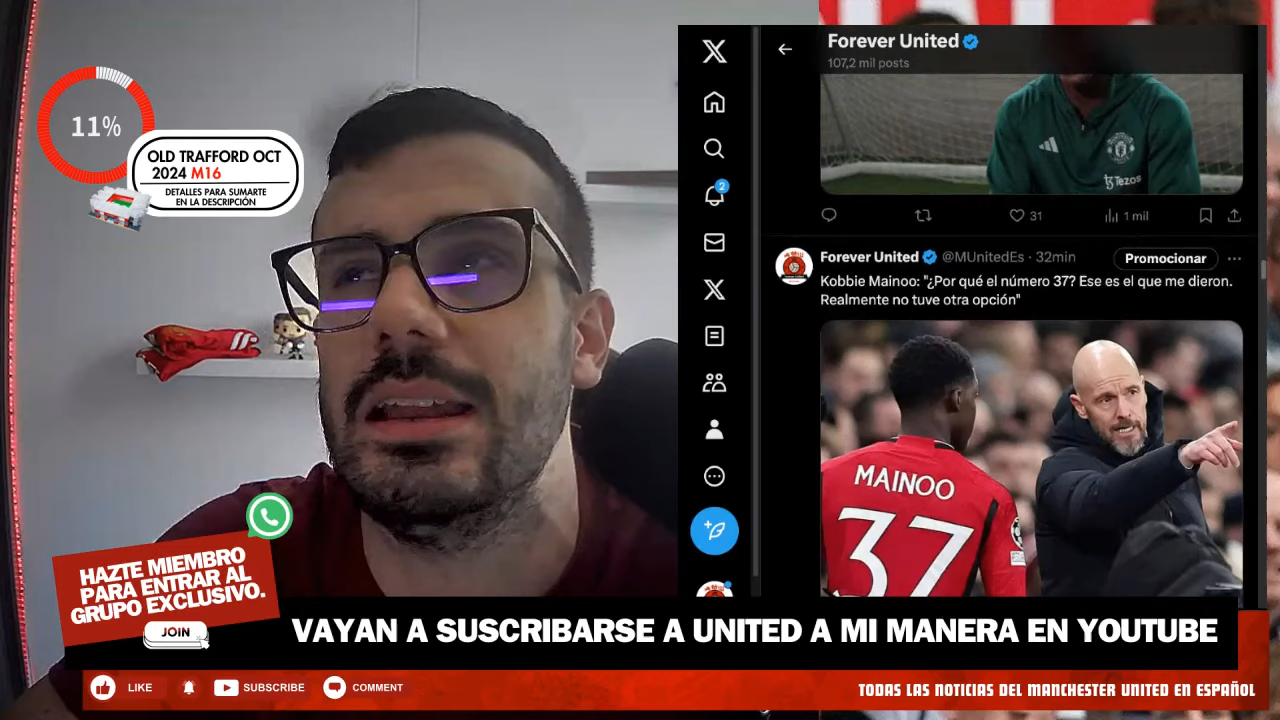 11%
OLD TRAFFORD OCT
2024 M16
DETALLES PARA SUMARTE
EN LA DESCRIPCIÓN
Forever United
107,2 mil posts
Tezos
31
1 mil
2
Forever United @MUnitedEs · 32min
Promocionar
Kobbie Mainoo: "¿Por qué el número 37? Ese es el que me dieron.
Realmente no tuve otra opción"
MAINOO
37
HAZTE MIEMBRO
PARA ENTRAR AL
GRUPO EXCLUSIVO.
JOIN
VAYAN A SUSCRIBARSE A UNITED A MI MANERA EN YOUTUBE
LIKE
SUBSCRIBE
COMMENT
TODAS LAS NOTICIAS DEL MANCHESTER UNITED EN ESPAÑOL